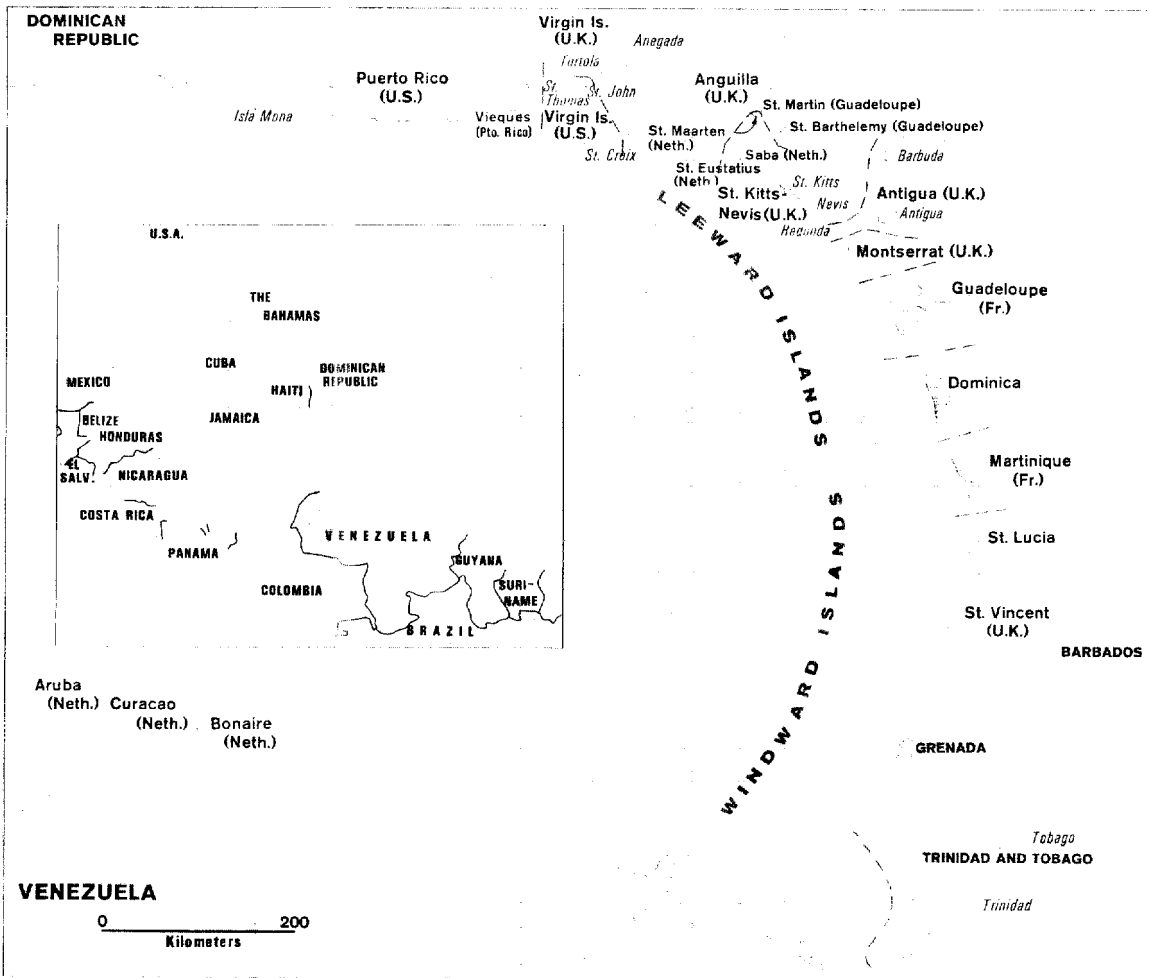 DOMINICAN
REPUBLIC
Virgin Is.
(U.K.)
Anegada
Tortola
Puerto Rico
(U.S.)
St.
Thomas
St. John
Anguilla
(U.K.)
Isla Mona
Vieques
(Pto. Rico)
Virgin Is.
(U.S.)
St. Croix
St. Martin (Guadeloupe)
St. Maarten
(Neth.)
St. Barthelemy (Guadeloupe)
Saba (Neth.)
Barbuda
St. Eustatius
(Neth.)
St. Kitts-
Nevis (U.K.)
St. Kitts
Nevis
Antigua (U.K.)
Antigua
Redunda
Montserrat (U.K.)
LEEWARD ISLANDS
Guadeloupe
(Fr.)
Dominica
Martinique
(Fr.)
St. Lucia
St. Vincent
(U.K.)
BARBADOS
WINDWARD ISLANDS
GRENADA
Tobago
TRINIDAD AND TOBAGO
Trinidad
U.S.A.
THE
BAHAMAS
CUBA
DOMINICAN
REPUBLIC
MEXICO
HAITI
BELIZE
JAMAICA
HONDURAS
EL
SALV.
NICARAGUA
COSTA RICA
PANAMA
VENEZUELA
GUYANA
COLOMBIA
SURI-
NAME
BRAZIL
Aruba
(Neth.)
Curacao
(Neth.)
Bonaire
(Neth.)
VENEZUELA
0 200
Kilometers